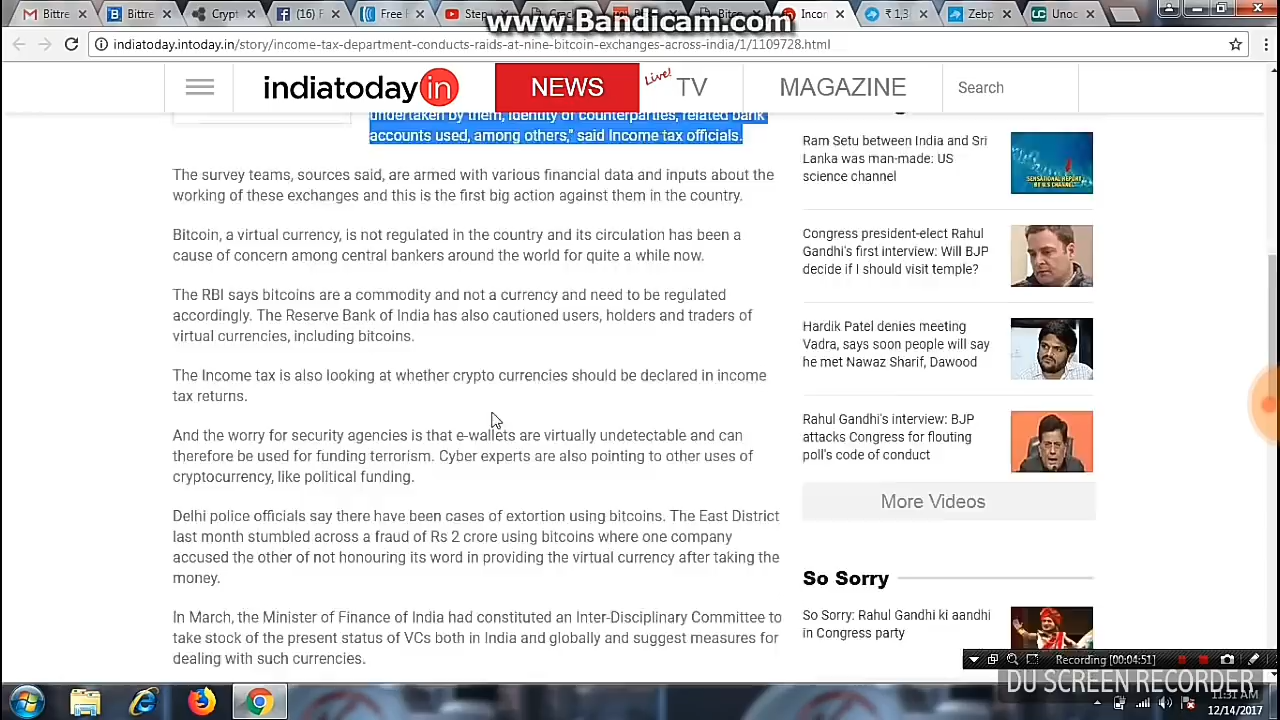 Bittre
Bittre
Crypt
(16) F
Free
Step
Incor
1,3
Zebp
Unoc
www.Bandicam.com
indiatoday.intoday.in/story/income-tax-department-conducts-raids-at-nine-bitcoin-exchanges-across-india/1/1109728.html
indiatoday in
NEWS
Live!
TV
MAGAZINE
Search
undertaken by them, identity of counterparties, related bank
accounts used, among others," said Income tax officials.
The survey teams, sources said, are armed with various financial data and inputs about the
working of these exchanges and this is the first big action against them in the country.
Bitcoin, a virtual currency, is not regulated in the country and its circulation has been a
cause of concern among central bankers around the world for quite a while now.
The RBI says bitcoins are a commodity and not a currency and need to be regulated
accordingly. The Reserve Bank of India has also cautioned users, holders and traders of
virtual currencies, including bitcoins.
The Income tax is also looking at whether crypto currencies should be declared in income
tax returns.
And the worry for security agencies is that e-wallets are virtually undetectable and can
therefore be used for funding terrorism. Cyber experts are also pointing to other uses of
cryptocurrency, like political funding.
Delhi police officials say there have been cases of extortion using bitcoins. The East District
last month stumbled across a fraud of Rs 2 crore using bitcoins where one company
accused the other of not honouring its word in providing the virtual currency after taking the
money.
In March, the Minister of Finance of India had constituted an Inter-Disciplinary Committee to
take stock of the present status of VCs both in India and globally and suggest measures for
dealing with such currencies.
Ram Setu between India and Sri
Lanka was man-made: US
science channel
Congress president-elect Rahul
Gandhi's first interview: Will BJP
decide if I should visit temple?
Hardik Patel denies meeting
Vadra, says soon people will say
he met Nawaz Sharif, Dawood
Rahul Gandhi's interview: BJP
attacks Congress for flouting
poll's code of conduct
More Videos
So Sorry
So Sorry: Rahul Gandhi ki aandhi
in Congress party
Recording [00:04:51]
DU SCREEN RECORDER
11:31 AM
12/14/2017